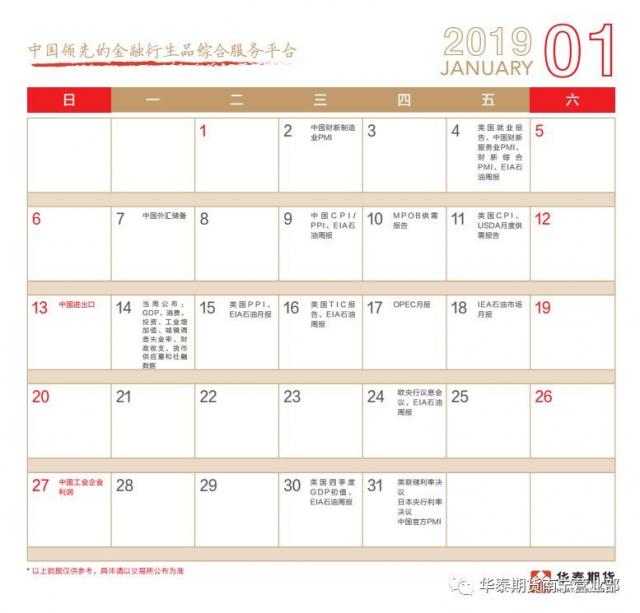 中国领先的金融衍生品综合服务平台
2019
JANUARY
01
日 一 二 三 四 五 六
1
2 中国财新制造
业PMI
3
4 美国就业报
告、中国财新
服务业PMI、
财新综合
PMI、EIA石
油周报
5
6
7 中国外汇储备
8
9 中国CPI/
PPI、EIA石
油周报
10 MPOB供需
报告
11 美国CPI、
USDA月度供
需报告
12
13 中国进出口
14 当周公布:
GDP、消费、
投资、工业增
加值、城镇调
查失业率、财
政收支、货币
供应量和社融
数据
15 美国PPI、
EIA石油月报
16 美国TIC报
告、EIA石油
周报
17 OPEC月报
18 IEA石油市场
月报
19
20
21
22
23
24 欧央行议息会
议、EIA石油
周报
25
26
27 中国工业企业
利润
28
29
30 美国四季度
GDP初值、
EIA石油周报
31 美联储利率决
议
日本央行利率
决议
中国官方PMI
* 以上数据仅供参考，具体请以交易所公布为准
华泰期货
华泰期货南宁营业部